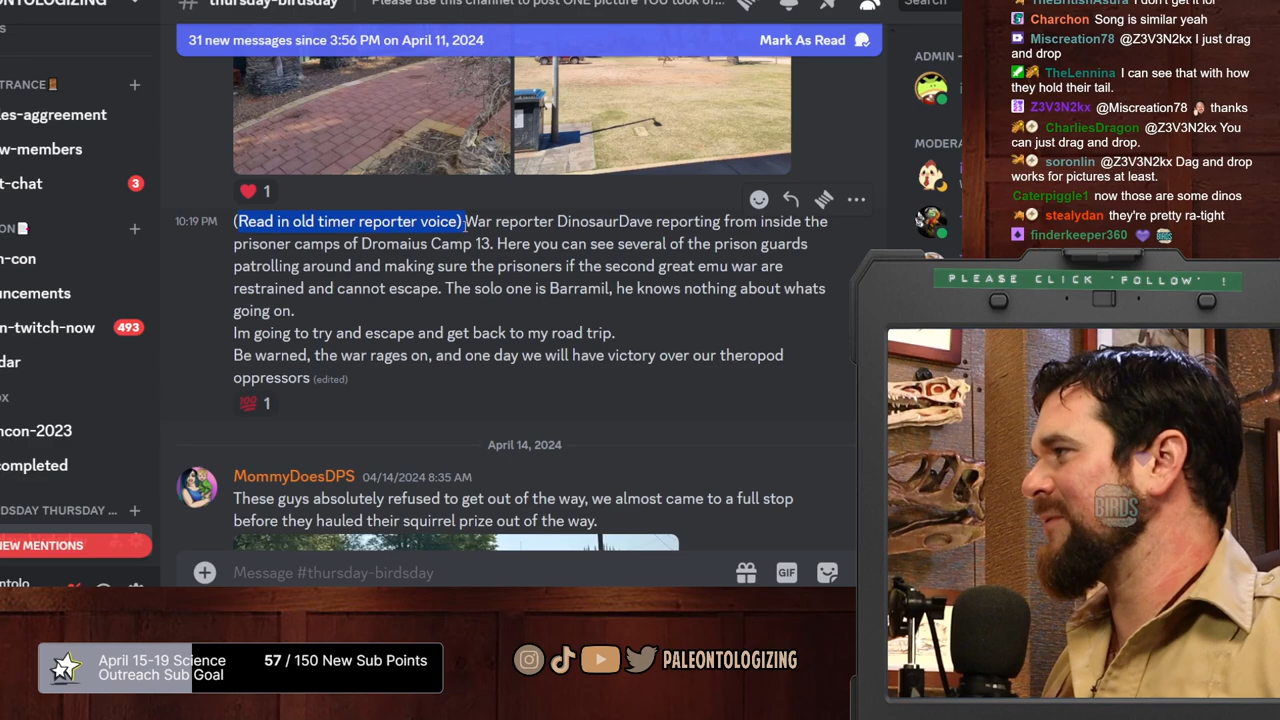 thursday-birdsday
Please use this channel to post ONE picture YOU took of...
Search
31 new messages since 3:56 PM on April 11, 2024
Mark As Read
TRANCE
les-agreement
w-members
t-chat
3
ON
n-con
uncements
n-twitch-now
493
dar
OX
ncon-2023
completed
DSDAY THURSDAY ...
NEW MENTIONS
1
10:19 PM
(Read in old timer reporter voice) War reporter DinosaurDave reporting from inside the
prisoner camps of Dromaius Camp 13. Here you can see several of the prison guards
patrolling around and making sure the prisoners if the second great emu war are
restrained and cannot escape. The solo one is Barramil, he knows nothing about whats
going on.
Im going to try and escape and get back to my road trip.
Be warned, the war rages on, and one day we will have victory over our theropod
oppressors (edited)
100 1
April 14, 2024
MommyDoesDPS 04/14/2024 8:35 AM
These guys absolutely refused to get out of the way, we almost came to a full stop
before they hauled their squirrel prize out of the way.
Message #thursday-birdsday
GIF
ADMIN
MODERA
Charchon Song is similar yeah
Miscreation78 @Z3V3N2kx I just drag
and drop
TheLennina I can see that with how
they hold their tail.
Z3V3N2kx @Miscreation78 thanks
CharliesDragon @Z3V3N2kx You
can just drag and drop.
soronlin @Z3V3N2kx Dag and drop
works for pictures at least.
Caterpiggle1 now those are some dinos
stealydan they're pretty ra-tight
finderkeeper360
PLEASE CLICK 'FOLLOW' !
BIRDS
April 15-19 Science
Outreach Sub Goal
57 / 150 New Sub Points
PALEONTOLOGIZING